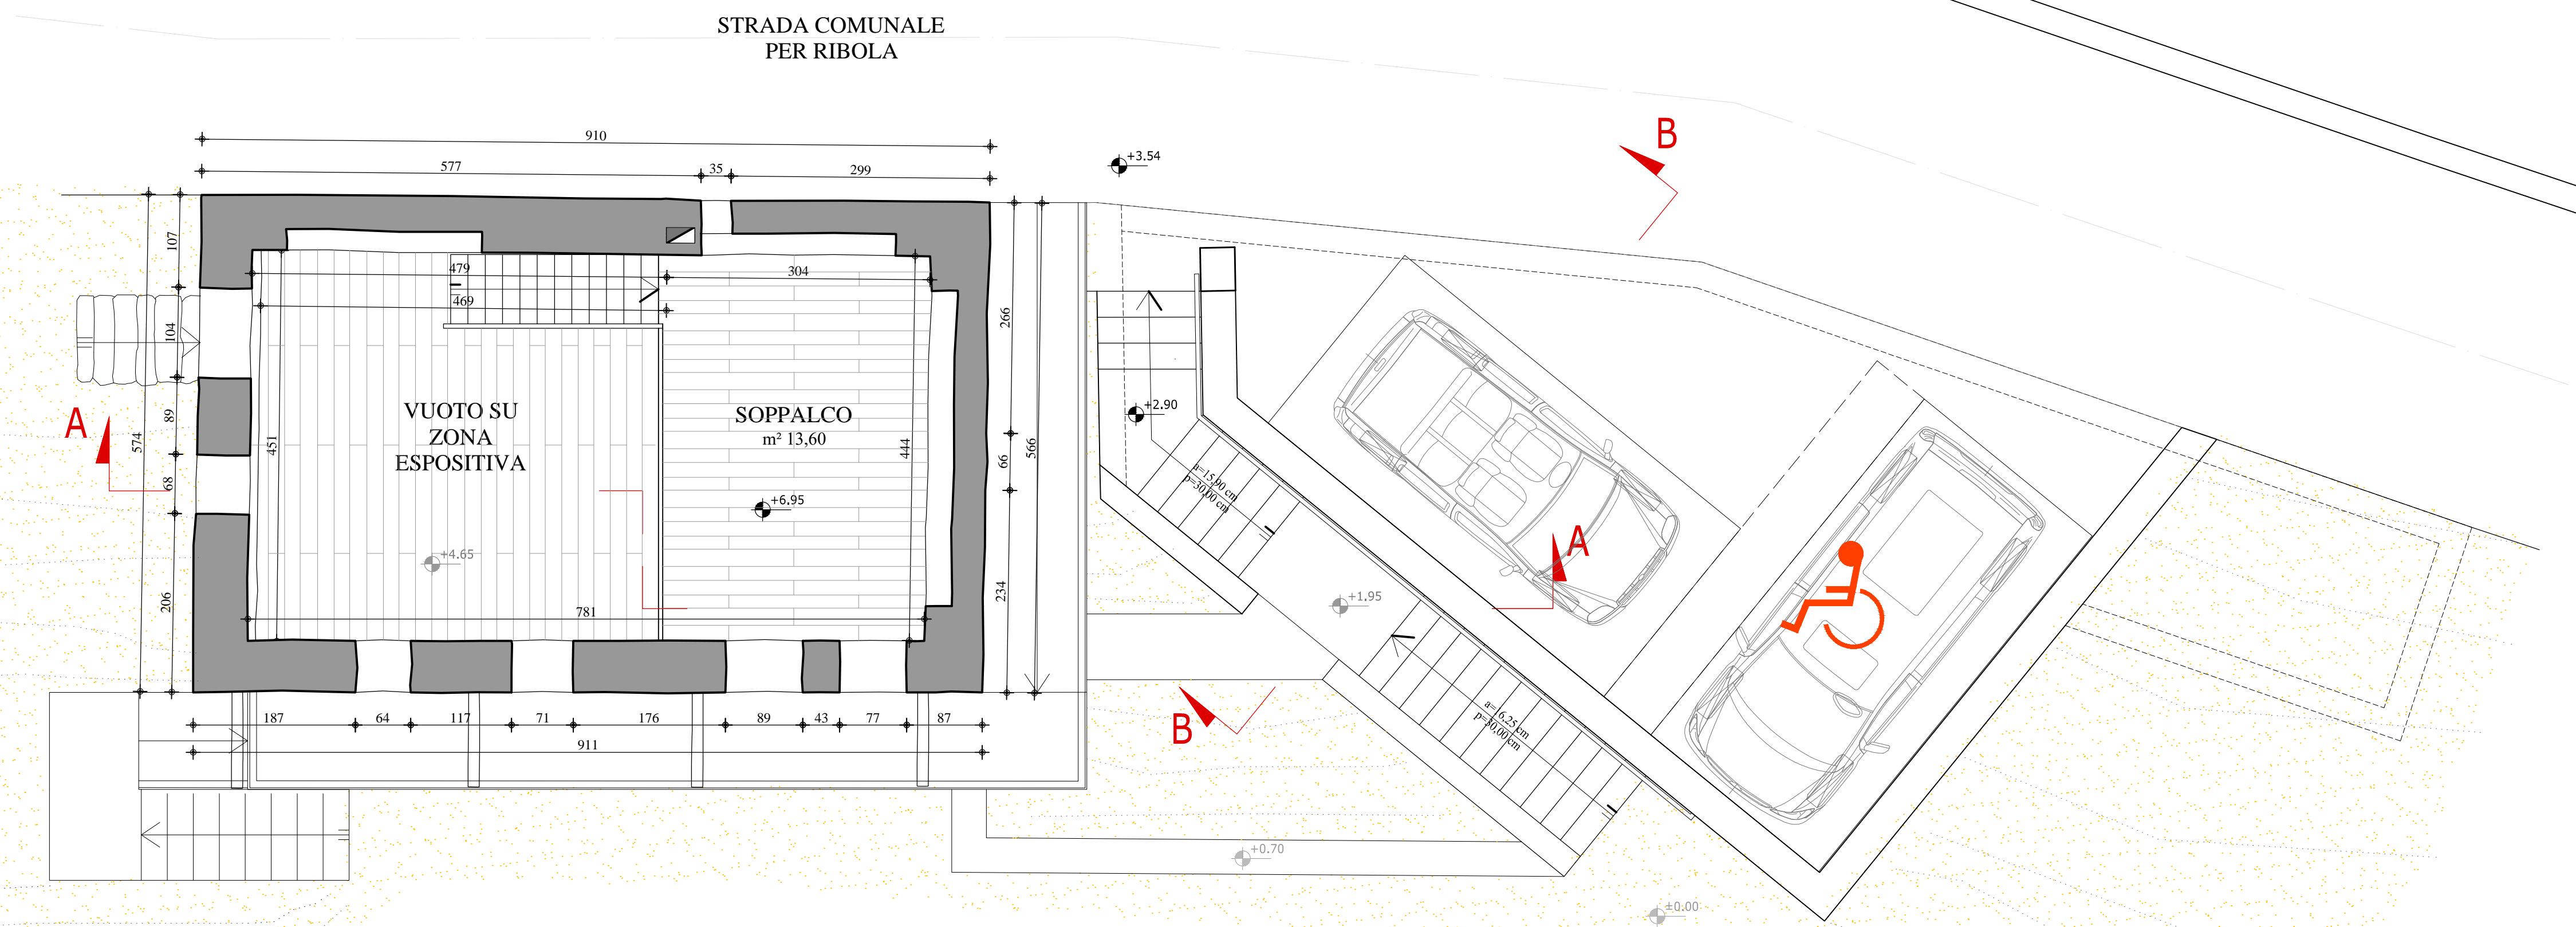 STRADA COMUNALE
PER RIBOLA
B
910
+3.54
577
35
299
107
479
304
469
266
104
+2.90
A
89
574
451
VUOTO SU
ZONA
ESPOSITIVA
SOPPALCO
m² 13,60
444
66
566
68
+6.95
a=15,90 cm
p=30,00 cm
+4.65
A
206
781
234
+1.95
187
64
117
71
176
89
43
77
87
911
B
a=16,25 cm
p=30,00 cm
+0.70
±0.00